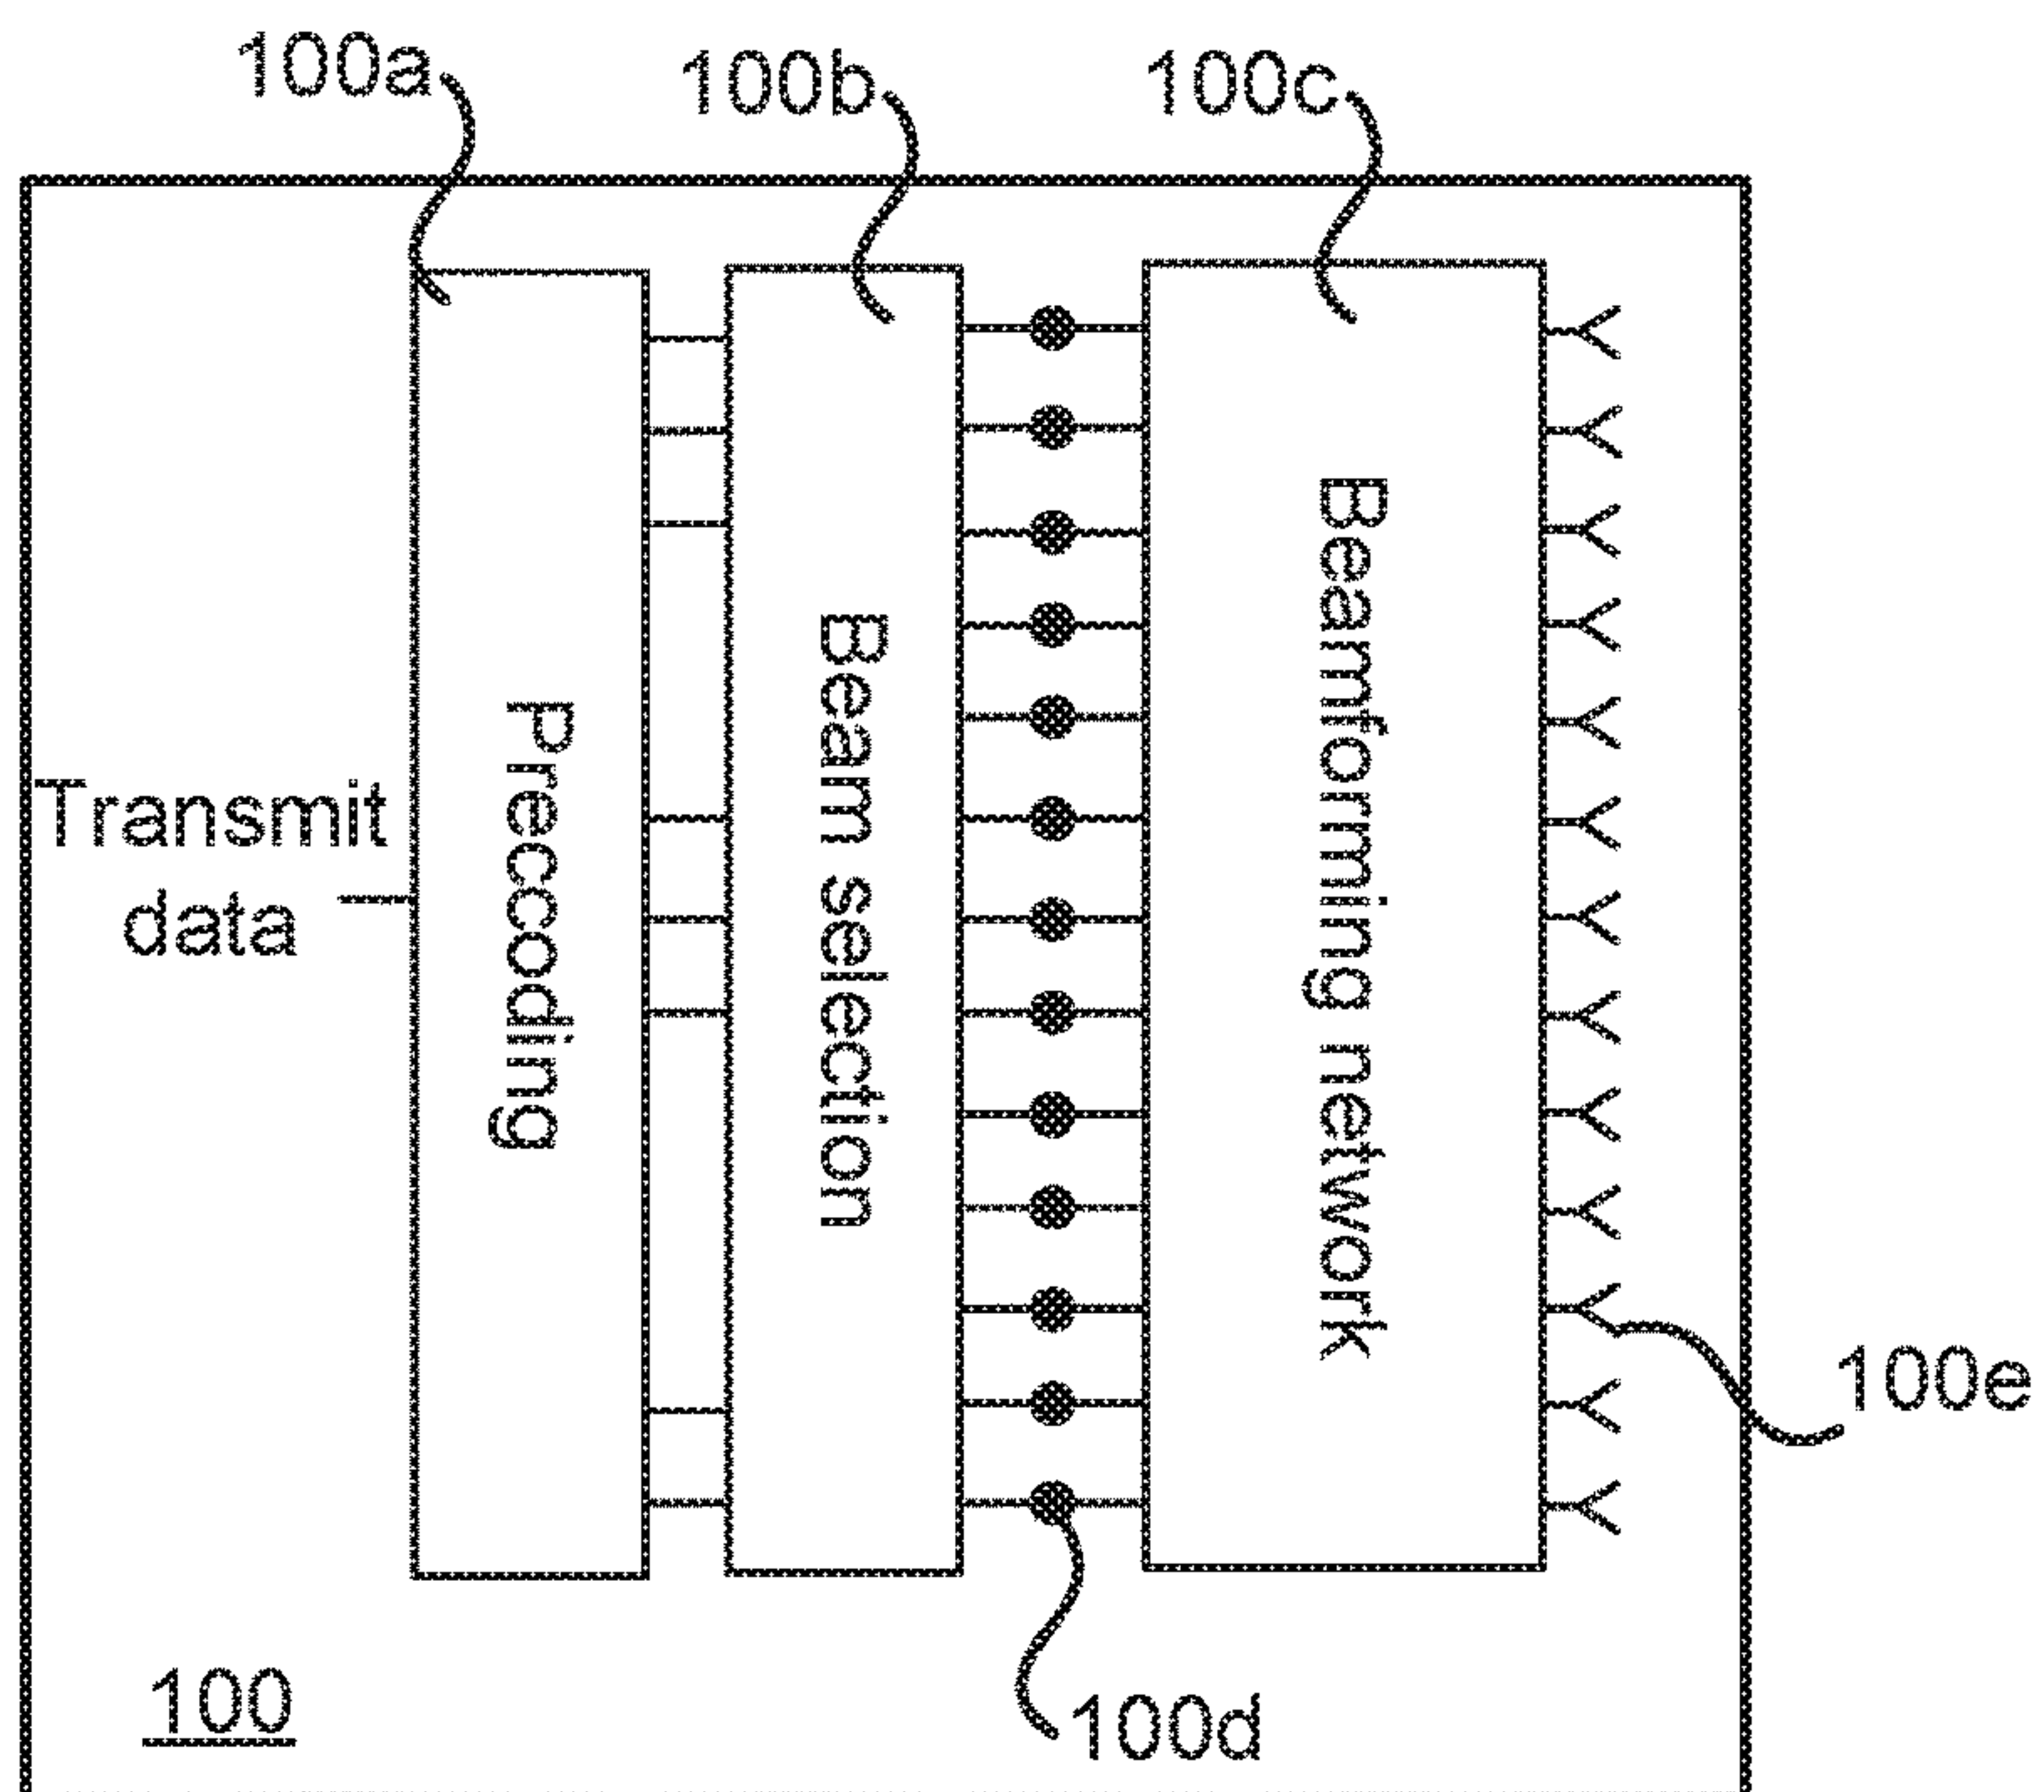 100a
100b
100c
Transmit
data
Precoding
Beam selection
Beamforming network
100e
100d
100